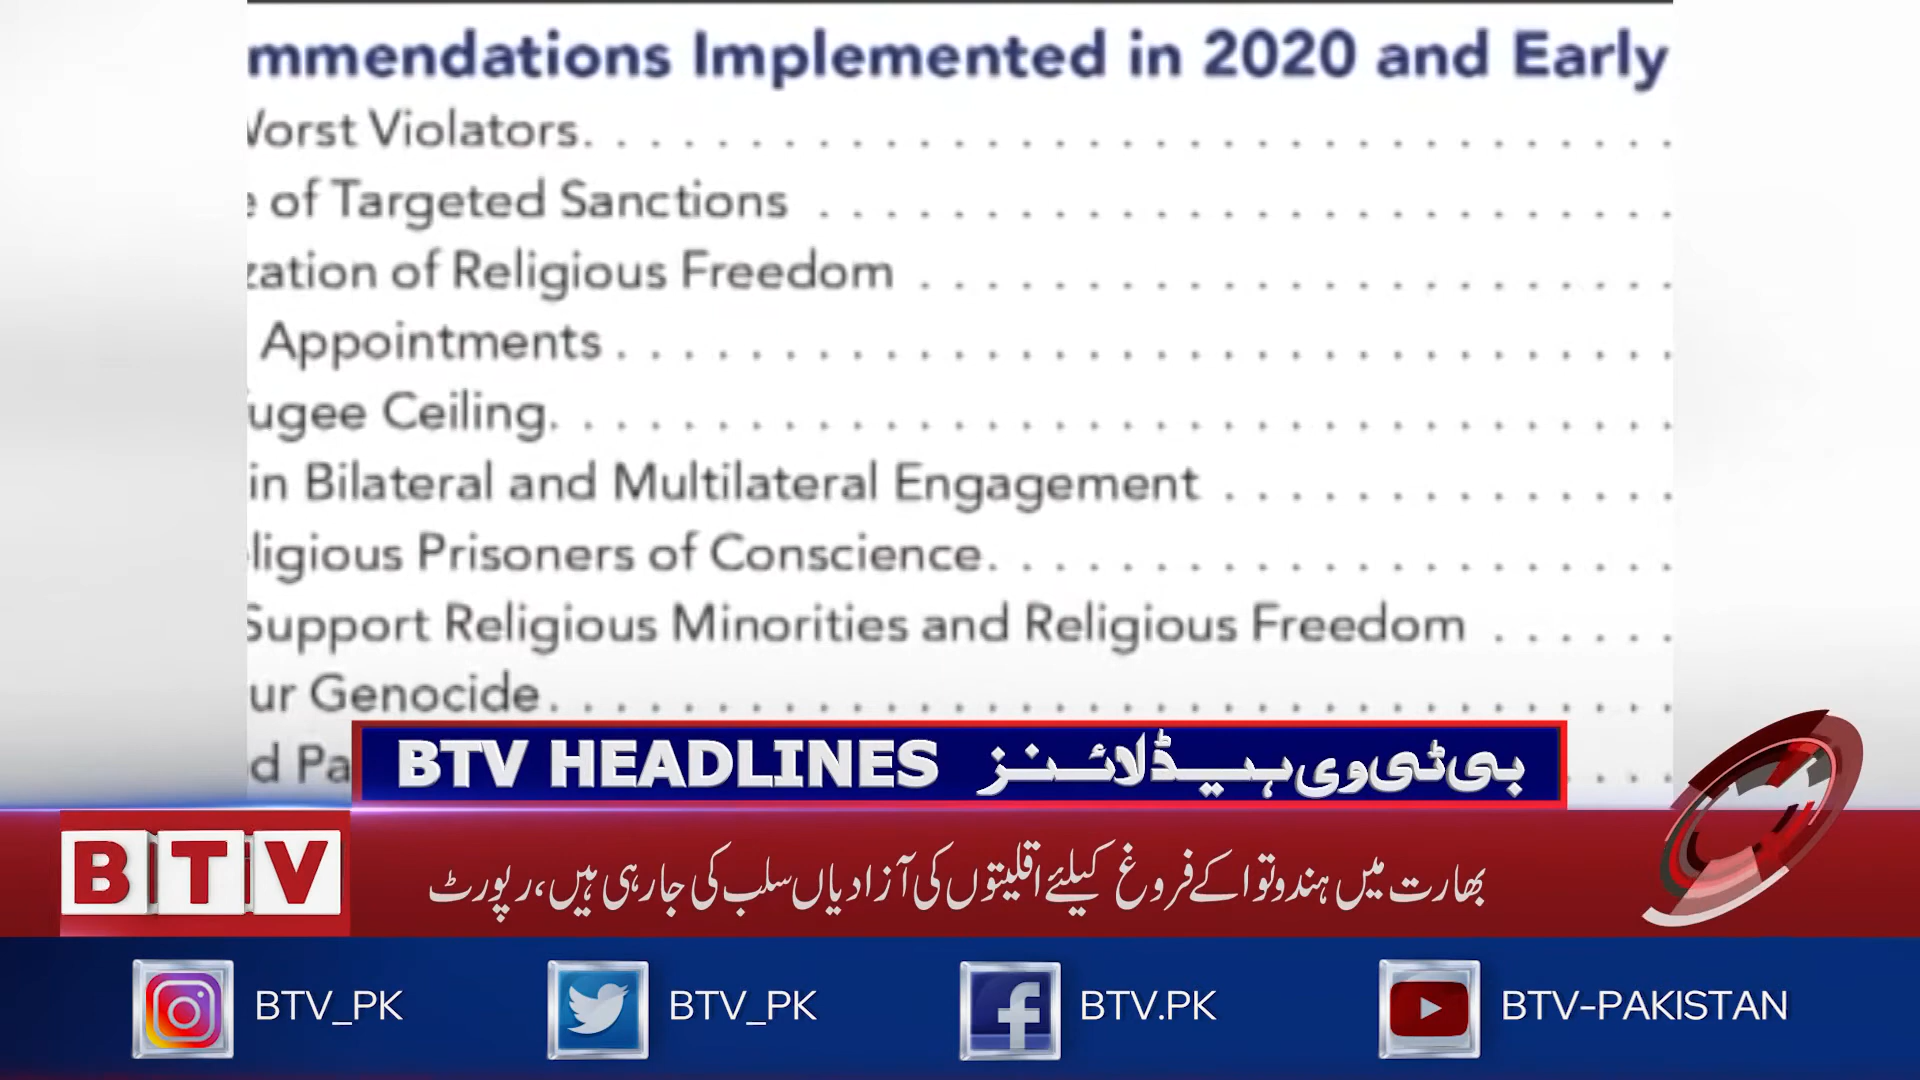 mmendations Implemented in 2020 and Early
Worst Violators
e of Targeted Sanctions
zation of Religious Freedom
Appointments
ugee Ceiling
in Bilateral and Multilateral Engagement
ligious Prisoners of Conscience
Support Religious Minorities and Religious Freedom
ur Genocide
d Pa
BTV HEADLINES بی ٹی وی ہیڈلائنز
BTV
بھارت میں ہندوتوا کے فروغ کیلئے اقلیتوں کی آزادیاں سلب کی جارہی ہیں، رپورٹ
BTV_PK BTV_PK BTV.PK BTV-PAKISTAN